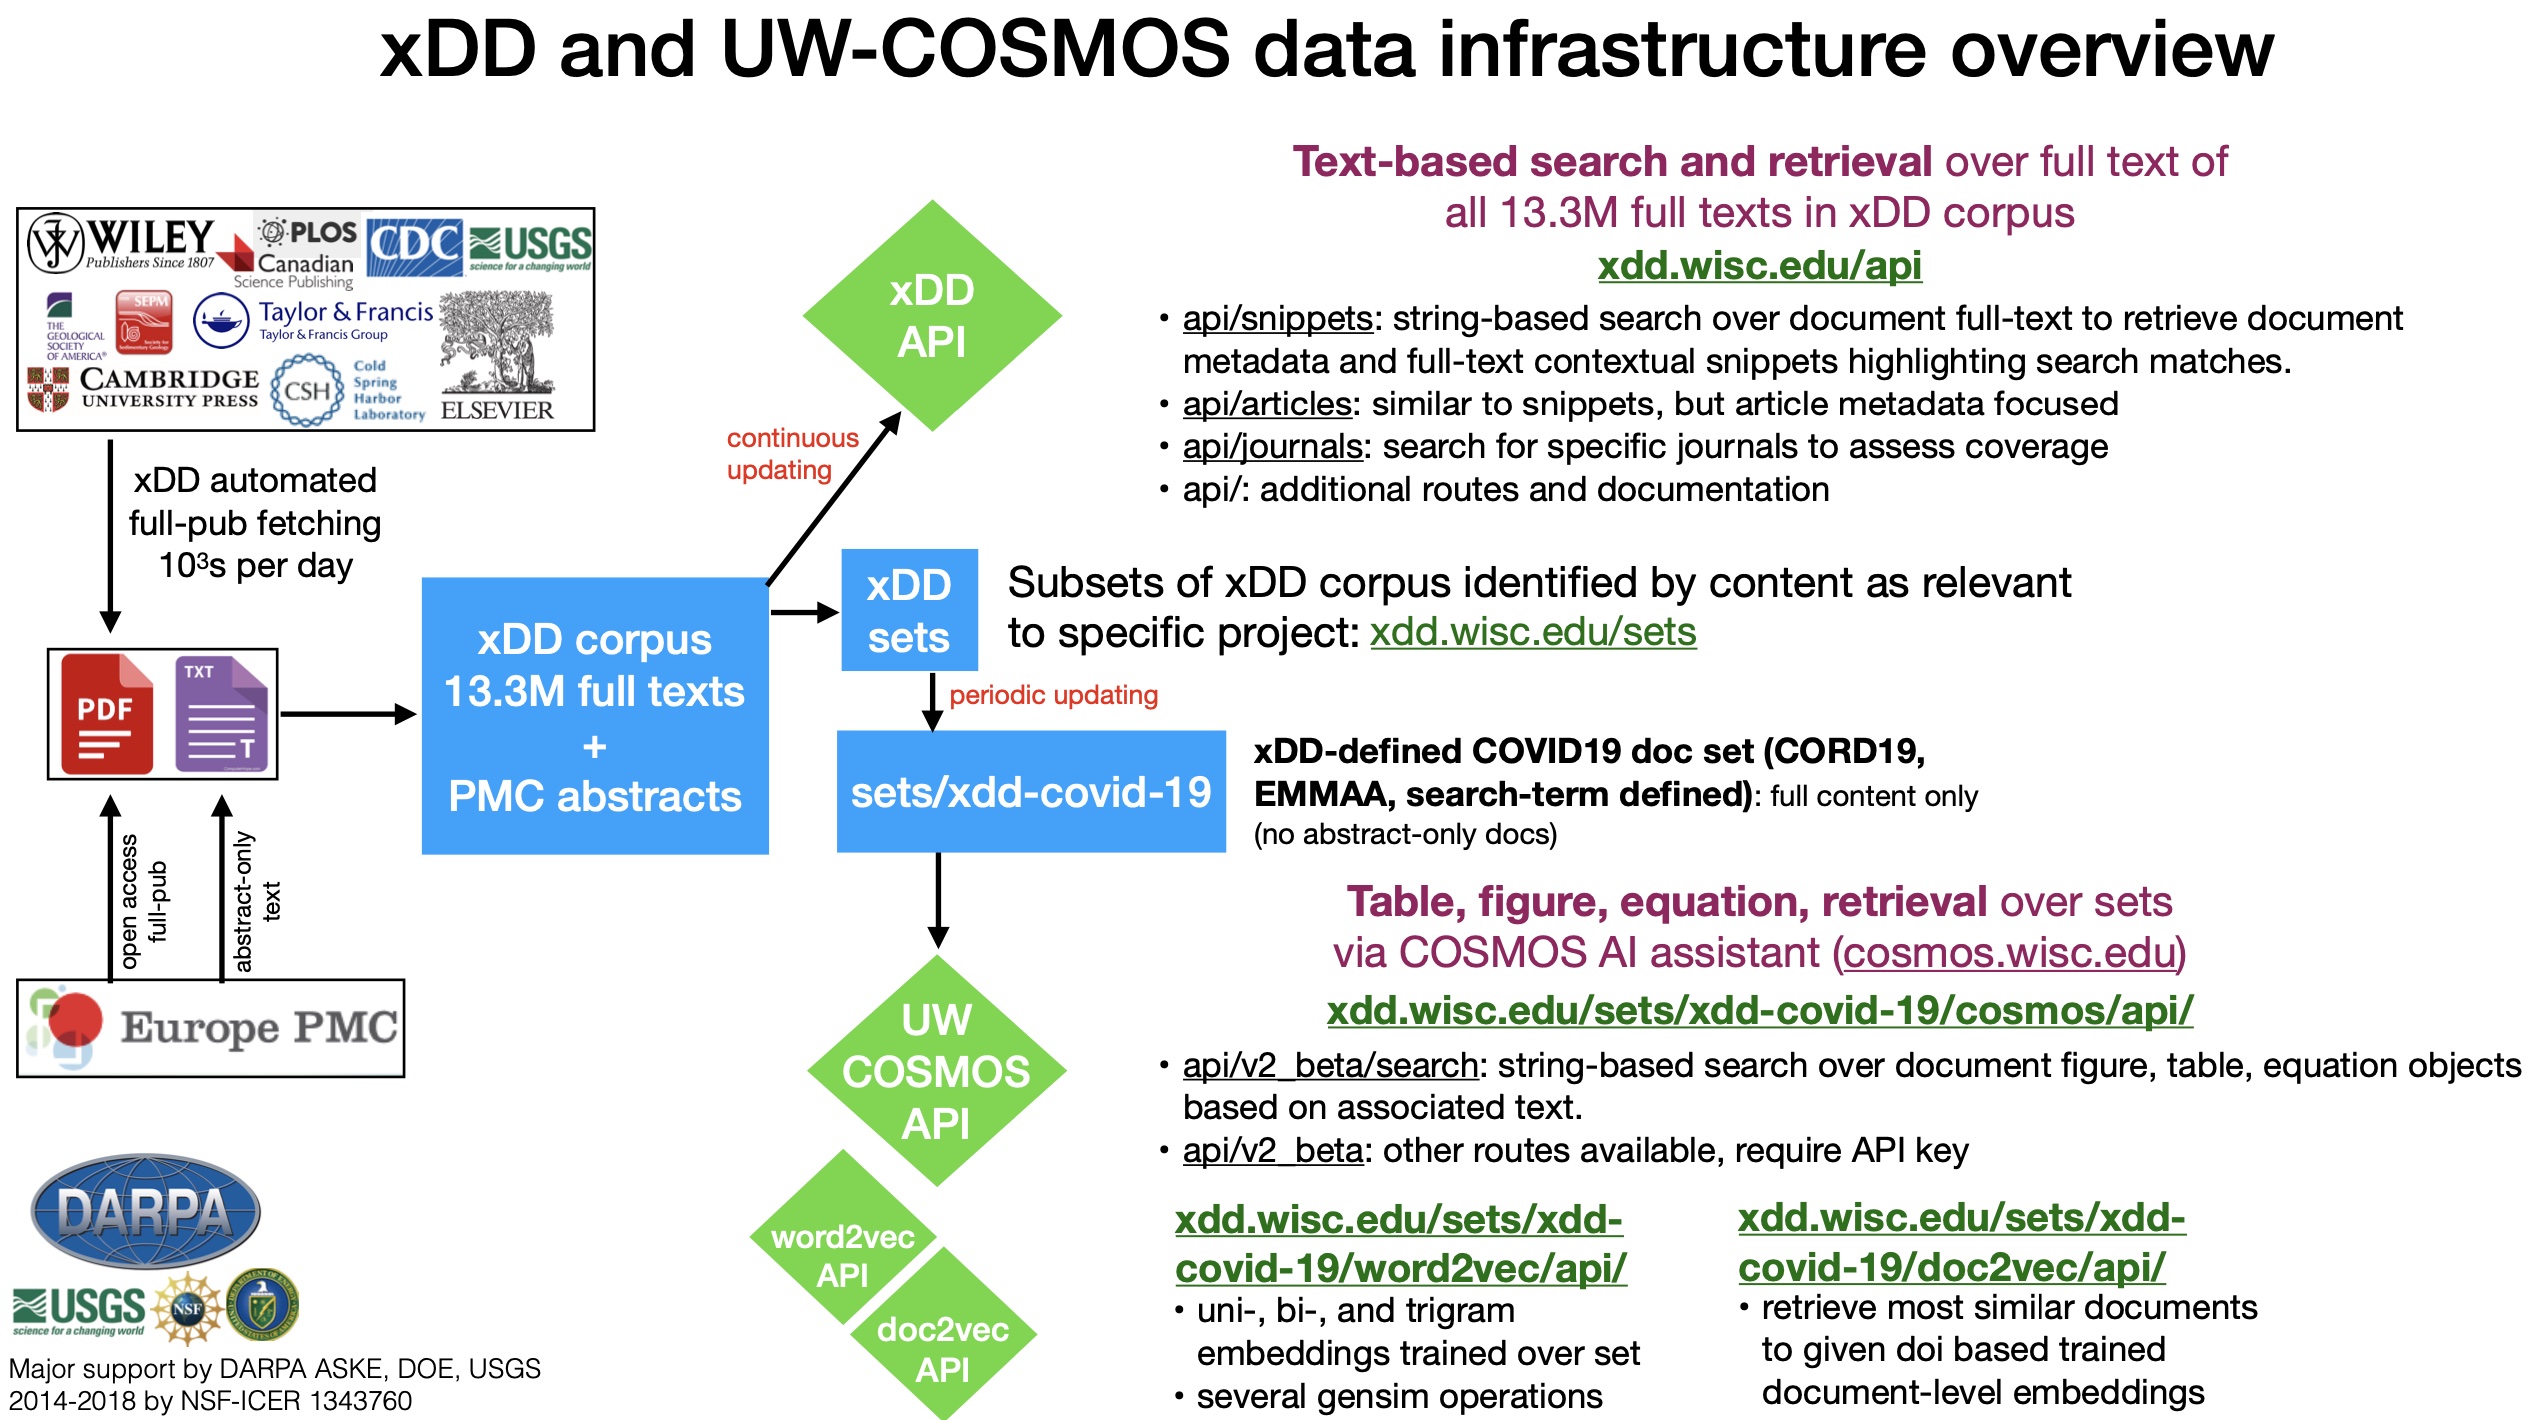 xDD and UW-COSMOS data infrastructure overview
WILEY
Publishers Since 1807
PLOS
Canadian
Science Publishing
CDC
USGS
science for a changing world
THE
GEOLOGICAL
SOCIETY
OF AMERICA®
SEPM
Society for
Sedimentary Geology
Taylor & Francis
Taylor & Francis Group
CAMBRIDGE
UNIVERSITY PRESS
CSH
Cold
Spring
Harbor
Laboratory
ELSEVIER
xDD automated
full-pub fetching
10³s per day
PDF
TXT
T
open access
full-pub
abstract-only
text
Europe PMC
xDD corpus
13.3M full texts
+
PMC abstracts
continuous
updating
xDD
API
Text-based search and retrieval over full text of
all 13.3M full texts in xDD corpus
xdd.wisc.edu/api
• api/snippets: string-based search over document full-text to retrieve document
metadata and full-text contextual snippets highlighting search matches.
• api/articles: similar to snippets, but article metadata focused
• api/journals: search for specific journals to assess coverage
• api/: additional routes and documentation
xDD
sets
Subsets of xDD corpus identified by content as relevant
to specific project: xdd.wisc.edu/sets
periodic updating
sets/xdd-covid-19
xDD-defined COVID19 doc set (CORD19,
EMMAA, search-term defined): full content only
(no abstract-only docs)
UW
COSMOS
API
Table, figure, equation, retrieval over sets
via COSMOS AI assistant (cosmos.wisc.edu)
xdd.wisc.edu/sets/xdd-covid-19/cosmos/api/
• api/v2_beta/search: string-based search over document figure, table, equation objects
based on associated text.
• api/v2_beta: other routes available, require API key
word2vec
API
doc2vec
API
xdd.wisc.edu/sets/xdd-
covid-19/word2vec/api/
• uni-, bi-, and trigram
embeddings trained over set
• several gensim operations
xdd.wisc.edu/sets/xdd-
covid-19/doc2vec/api/
• retrieve most similar documents
to given doi based trained
document-level embeddings
DARPA
USGS
science for a changing world
NSF
Major support by DARPA ASKE, DOE, USGS
2014-2018 by NSF-ICER 1343760